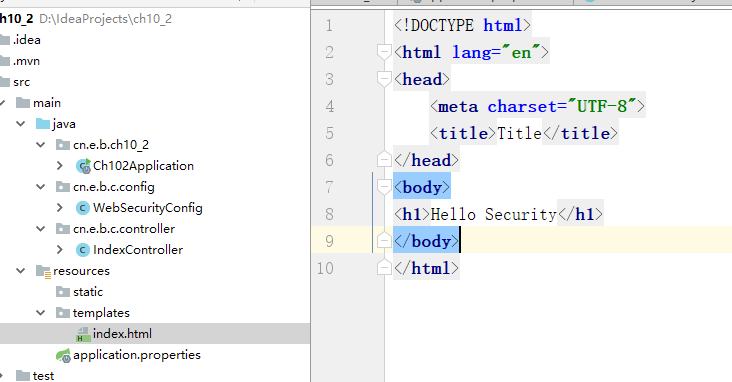 h10_2 D:\IdeaProjects\ch10_2
.idea
.mvn
src
main
java
cn.e.b.ch10_2
Ch102Application
cn.e.b.c.config
WebSecurityConfig
cn.e.b.c.controller
IndexController
resources
static
templates
index.html
application.properties
test
1 <!DOCTYPE html>
2 <html lang="en">
3 <head>
4 <meta charset="UTF-8">
5 <title>Title</title>
6 </head>
7 <body>
8 <h1>Hello Security</h1>
9 </body>
10 </html>